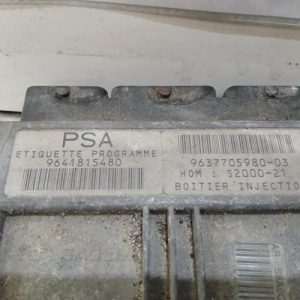 PSA
ETIQUETTE PROGRAMME
9641815480
9637705980-03
HOM : S2000-21
BOITIER INJECTIO